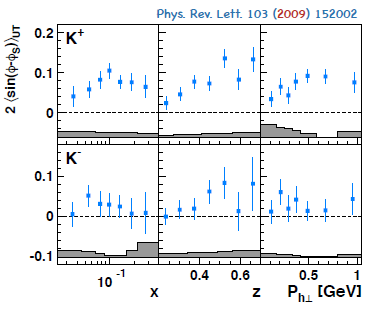 Phys. Rev. Lett. 103 (2009) 152002
2 ⟨sin(ϕ-ϕS)⟩UT
K+
0.2
0.1
0
K-
0.1
0
-0.1
10-1
0.4 0.6
0.5 1
x
z
Ph⊥ [GeV]